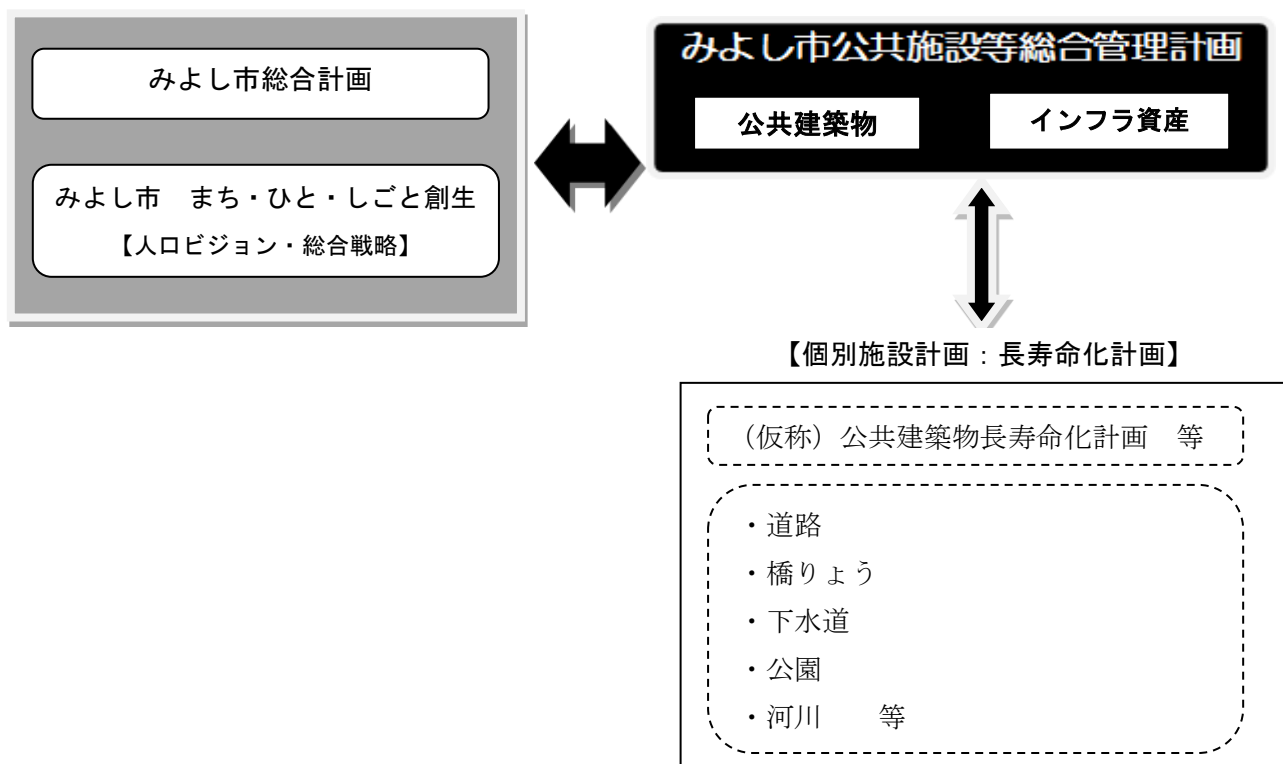 みよし市総合計画
みよし市　まち・ひと・しごと創生
【人口ビジョン・総合戦略】
みよし市公共施設等総合管理計画
公共建築物
インフラ資産
【個別施設計画：長寿命化計画】
（仮称）公共建築物長寿命化計画　等
・道路
・橋りょう
・下水道
・公園
・河川　　等